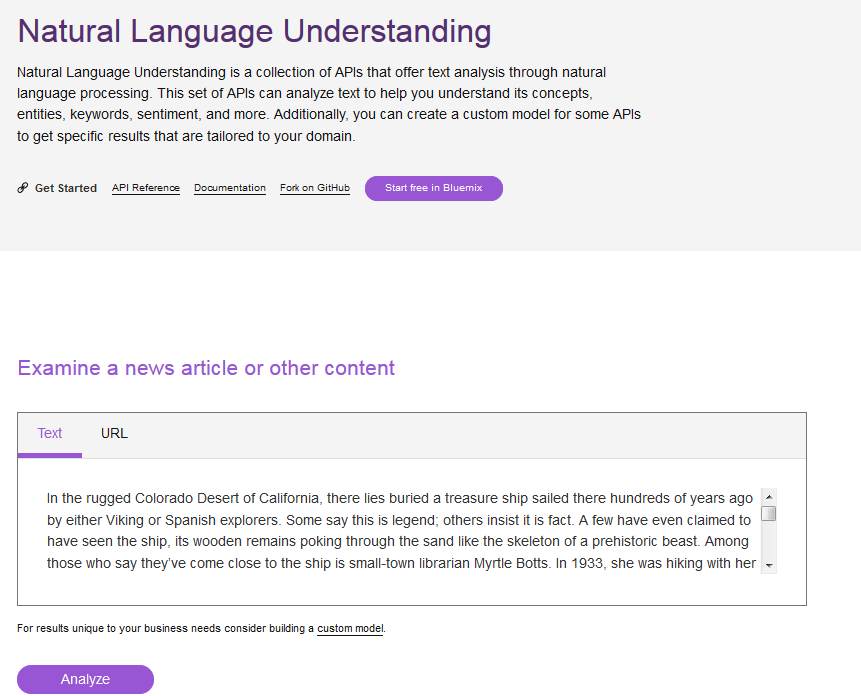 Natural Language Understanding
Natural Language Understanding is a collection of APIs that offer text analysis through natural
language processing. This set of APIs can analyze text to help you understand its concepts,
entities, keywords, sentiment, and more. Additionally, you can create a custom model for some APIs
to get specific results that are tailored to your domain.
Get Started API Reference Documentation Fork on GitHub Start free in Bluemix
Examine a news article or other content
Text URL
In the rugged Colorado Desert of California, there lies buried a treasure ship sailed there hundreds of years ago
by either Viking or Spanish explorers. Some say this is legend; others insist it is fact. A few have even claimed to
have seen the ship, its wooden remains poking through the sand like the skeleton of a prehistoric beast. Among
those who say they’ve come close to the ship is small-town librarian Myrtle Botts. In 1933, she was hiking with her
For results unique to your business needs consider building a custom model.
Analyze